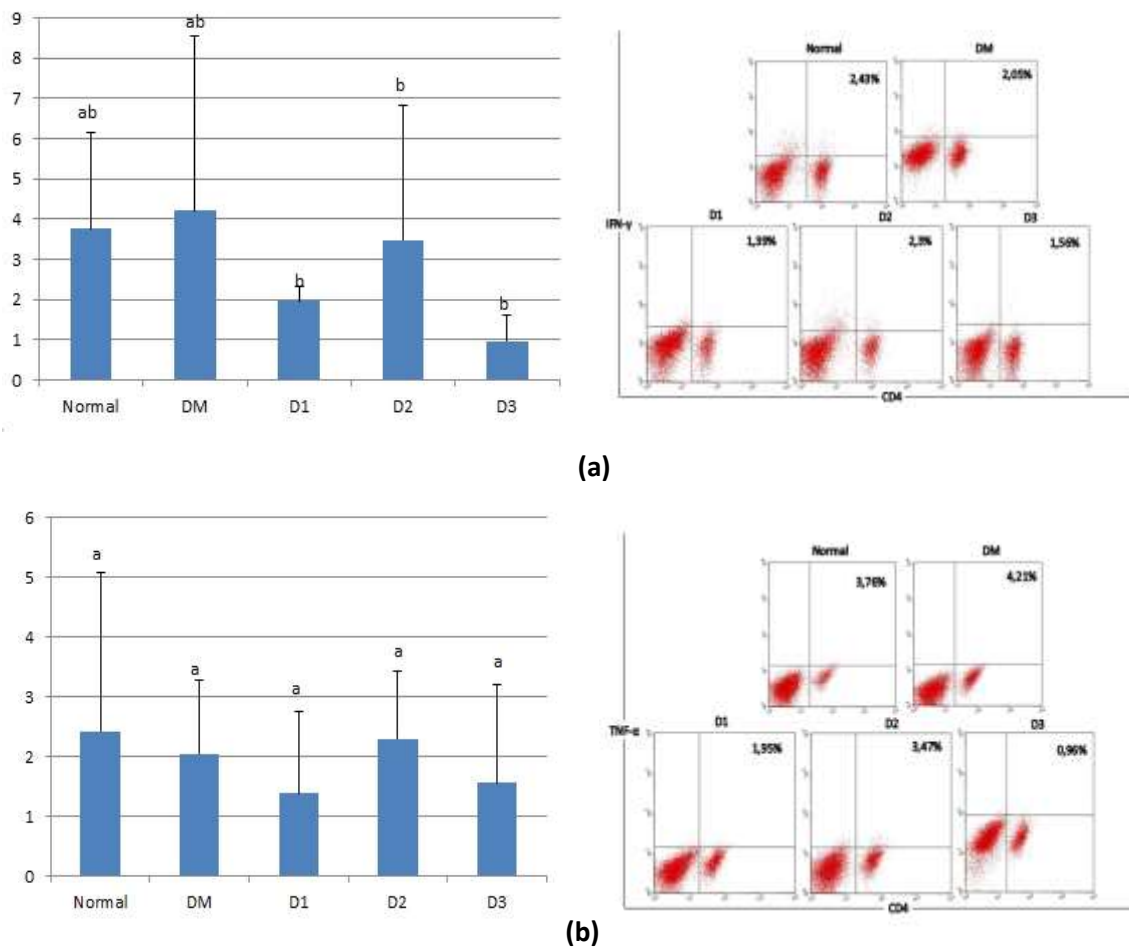 9
8
7
6
5
4
3
2
1
0
ab
ab
b
b
b
Normal DM D1 D2 D3
Normal DM
2,43% 2,05%
IFN-γ
D1 D2 D3
1,39% 2,3% 1,56%
CD4
(a)
6
5
4
3
2
1
0
a
a
a
a
a
Normal DM D1 D2 D3
Normal DM
3,76% 4,21%
TNF-α
D1 D2 D3
1,95% 3,47% 0,96%
CD4
(b)